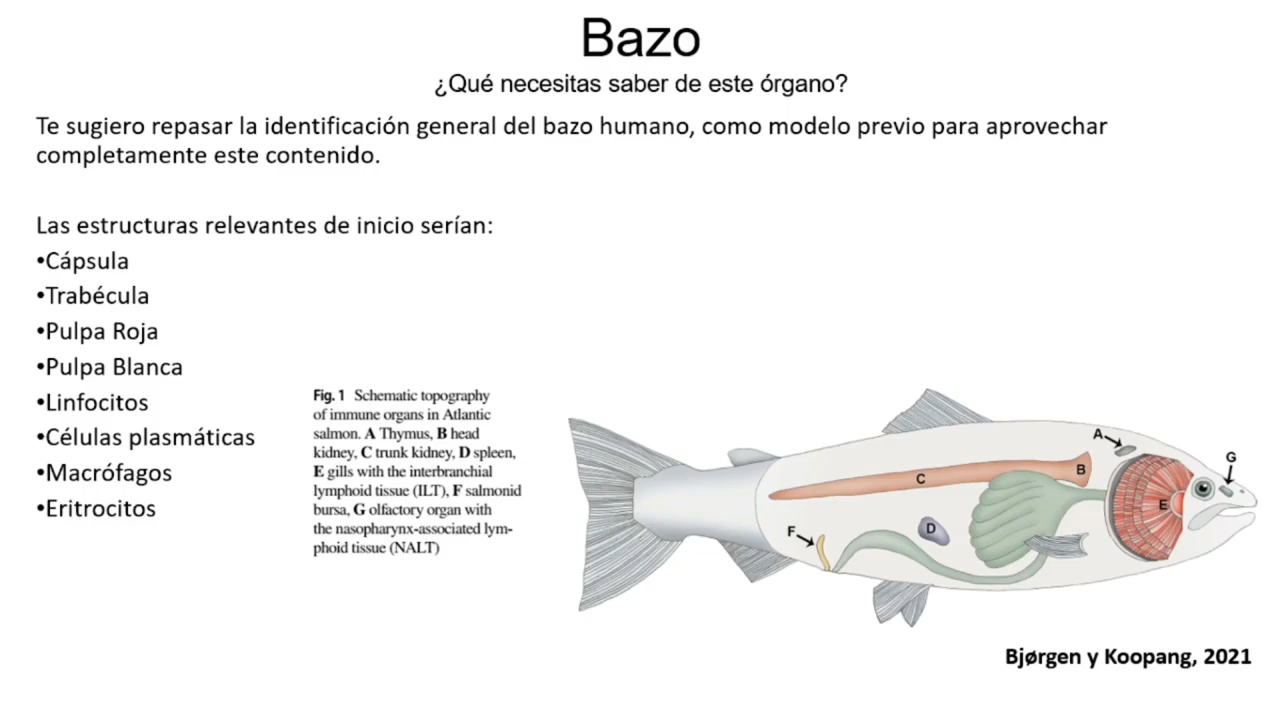 Bazo
¿Qué necesitas saber de este órgano?
Te sugiero repasar la identificación general del bazo humano, como modelo previo para aprovechar
completamente este contenido.
Las estructuras relevantes de inicio serían:
•Cápsula
•Trabécula
•Pulpa Roja
•Pulpa Blanca
•Linfocitos
•Células plasmáticas
•Macrófagos
•Eritrocitos
Fig. 1 Schematic topography
of immune organs in Atlantic
salmon. A Thymus, B head
kidney, C trunk kidney, D spleen,
E gills with the interbranchial
lymphoid tissue (ILT), F salmonid
bursa, G olfactory organ with
the nasopharynx-associated lym-
phoid tissue (NALT)
A
G
B
C
E
D
F
Bjørgen y Koopang, 2021